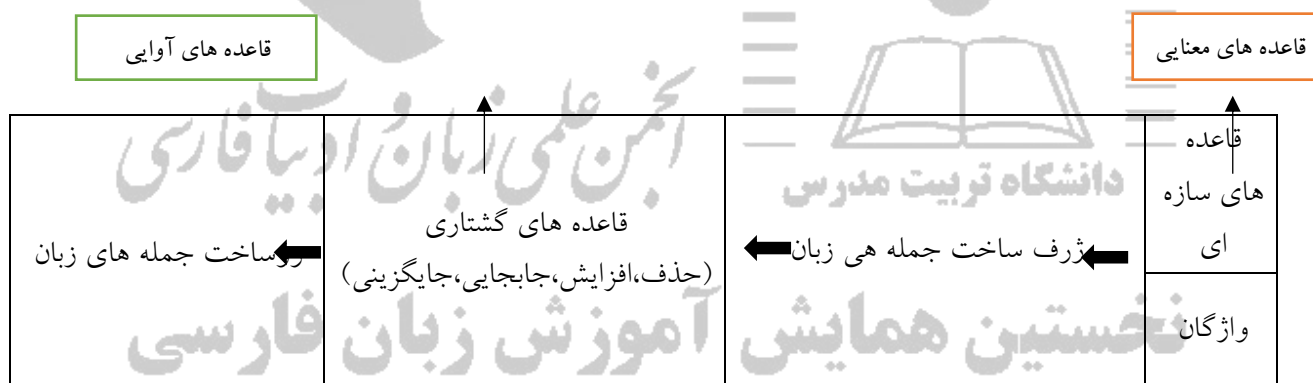 قاعده های معنایی
قاعده های آوایی
قاعده
های سازه
ای
واژگان
ژرف ساخت جمله هی زبان
قاعده های گشتاری
(حذف،افزایش،جابجایی،جایگزینی)
روساخت جمله های زبان
انجمن علمی زبان و ادبیات فارسی
دانشگاه تربیت مدرس
نخستین همایش آموزش زبان فارسی